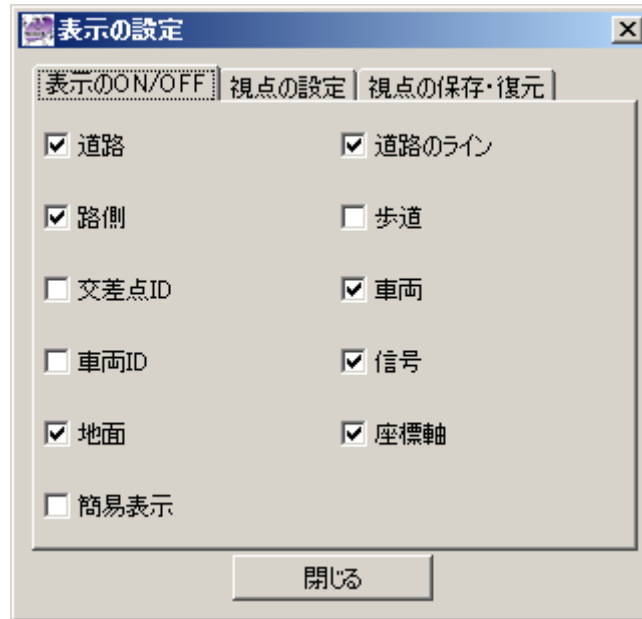 表示の設定
表示のON/OFF 視点の設定 視点の保存・復元
道路 道路のライン
路側 歩道
交差点ID 車両
車両ID 信号
地面 座標軸
簡易表示
閉じる